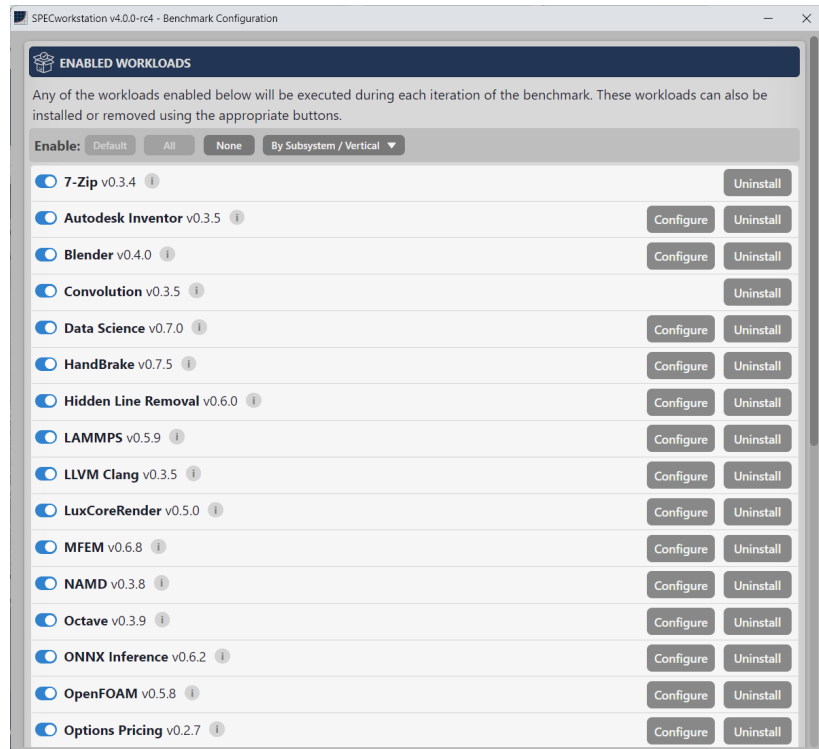 SPECworkstation v4.0.0-rc4 - Benchmark Configuration
ENABLED WORKLOADS
Any of the workloads enabled below will be executed during each iteration of the benchmark. These workloads can also be
installed or removed using the appropriate buttons.
Enable: Default All None By Subsystem / Vertical
7-Zip v0.3.4 i Uninstall
Autodesk Inventor v0.3.5 i Configure Uninstall
Blender v0.4.0 i Configure Uninstall
Convolution v0.3.5 i Uninstall
Data Science v0.7.0 i Configure Uninstall
HandBrake v0.7.5 i Configure Uninstall
Hidden Line Removal v0.6.0 i Configure Uninstall
LAMMPS v0.5.9 i Configure Uninstall
LLVM Clang v0.3.5 i Configure Uninstall
LuxCoreRender v0.5.0 i Configure Uninstall
MFEM v0.6.8 i Configure Uninstall
NAMD v0.3.8 i Configure Uninstall
Octave v0.3.9 i Configure Uninstall
ONNX Inference v0.6.2 i Configure Uninstall
OpenFOAM v0.5.8 i Configure Uninstall
Options Pricing v0.2.7 i Configure Uninstall